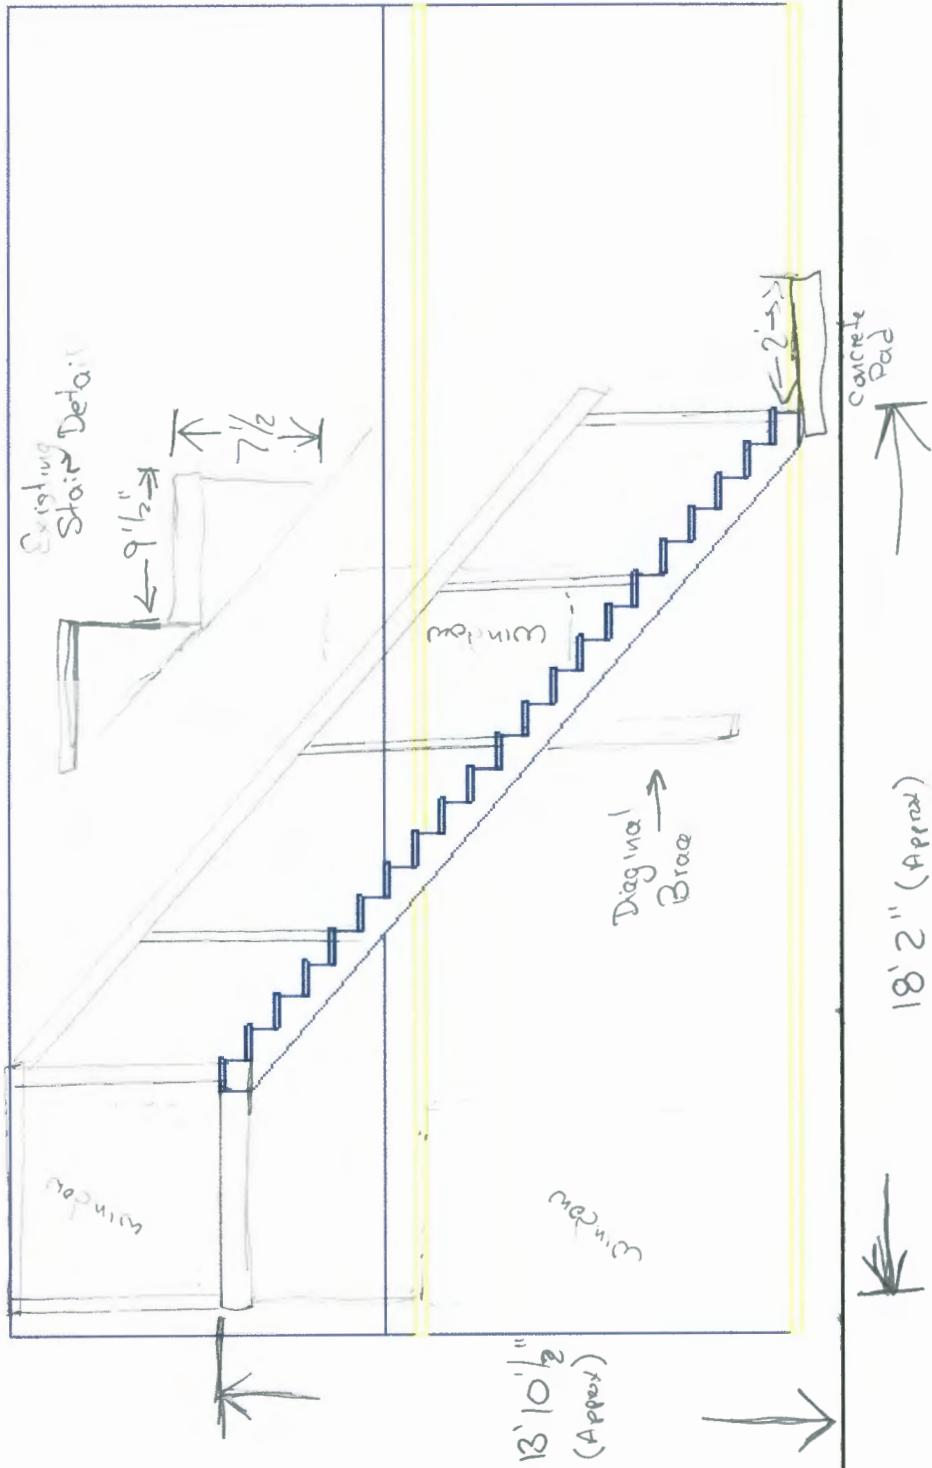 Existing
Stair Detail
9 1/2"
7 1/2
window
2'
Concrete
Pad
Diaginal
Brace
window
window
13' 10 1/2"
(Approx)
18' 2" (Approx)